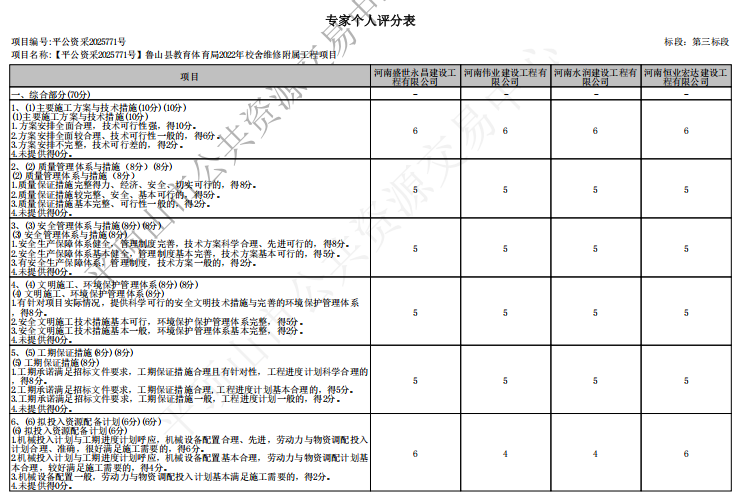 专家个人评分表
项目编号:平公资采2025771号 标段: 第三标段
项目名称:【平公资采2025771号】鲁山县教育体育局2022年校舍维修附属工程项目
项目 河南盛世永昌建设工程有限公司 河南伟业建设工程有限公司 河南水润建设工程有限公司 河南恒业宏达建设工程有限公司
一、综合部分(70分) - - - -
1、(1)主要施工方案与技术措施(10分)(10分)
(1)主要施工方案与技术措施(10分)
1.方案安排全面合理,技术可行性强,得10分。
2.方案安排全面较合理、技术可行性一般的,得6分。
3.方案安排不完整,技术可行差的,得2分。
4.未提供得0分。
6 6 6 6
2、(2)质量管理体系与措施(8分)(8分)
(2)质量管理体系与措施(8分)
1.质量保证措施完整得力、经济、安全、切实可行的,得8分。
2.质量保证措施较完整、安全、基本可行的,得5分。
3.质量保证措施基本完整、可行性一般的,得2分。
4.未提供得0分。
5 5 5 5
3、(3)安全管理体系与措施(8分)(8分)
(3)安全管理体系与措施(8分)
1.安全生产保障体系健全,管理制度完善,技术方案科学合理、先进可行的,得8分。
2.安全生产保障体系基本健全,管理制度基本完善,技术方案基本可行的,得5分。
3.有安全生产保障体系,管理制度,技术方案一般的,得2分。
4.未提供得0分。
5 5 5 5
4、(4)文明施工、环境保护管理体系(8分)(8分)
(4)文明施工、环境保护管理体系(8分)
1.有针对项目实际情况,提供科学可行的安全文明技术措施与完善的环境保护管理体系
,得8分。
2.安全文明施工技术措施基本可行,环境保护保护管理体系完整,得5分。
3.安全文明施工技术措施基本一般,环境保护管理体系基本完整,得2分。
4.未提供得0分。
5 5 5 5
5、(5)工期保证措施(8分)(8分)
(5)工期保证措施(8分)
1.工期承诺满足招标文件要求,工期保证措施合理且有针对性,工程进度计划科学合理的
,得8分。
2.工期承诺满足招标文件要求,工期保证措施合理,工程进度计划基本合理的,得5分。
3.工期承诺满足招标文件要求,工期保证措施一般,工程进度计划一般的,得2分。
4.未提供得0分。
5 5 5 5
6、(6)拟投入资源配备计划(6分)(6分)
(6)拟投入资源配备计划(6分)
1.机械投入计划与工期进度计划呼应,机械设备配置合理、先进,劳动力与物资调配投入
计划合理、准确,很好满足施工需要的,得6分。
2.机械投入计划与工期进度计划呼应,机械设备配置基本合理,劳动力与物资调配计划基
本合理,较好满足施工需要的,得4分。
3.机械设备配置一般,劳动力与物资调配投入计划基本满足施工需要的,得2分。
4.未提供得0分。
6 4 4 6
平顶山市公共资源交易中心
平顶山市公共资源交易中心